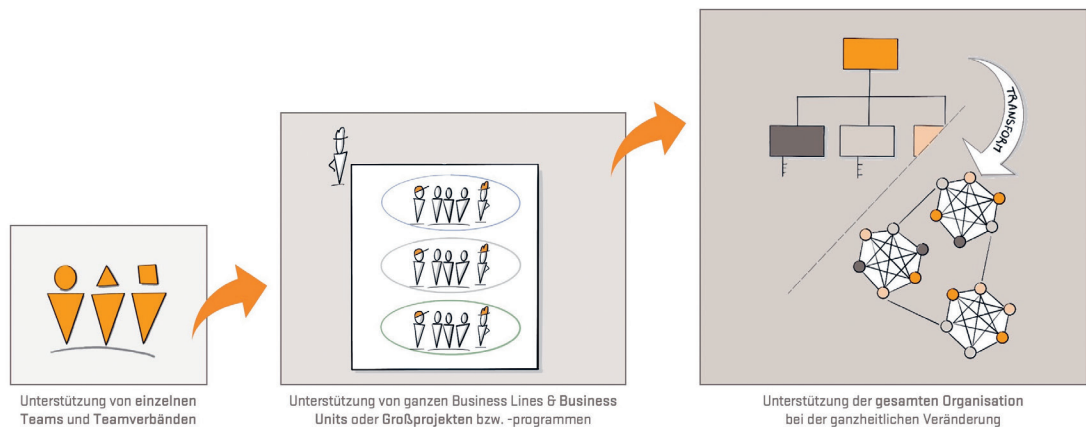 TRANSFORM
Unterstützung von einzelnen
Teams und Teamverbänden
Unterstützung von ganzen Business Lines & Business
Units oder Großprojekten bzw. -programmen
Unterstützung der gesamten Organisation
bei der ganzheitlichen Veränderung